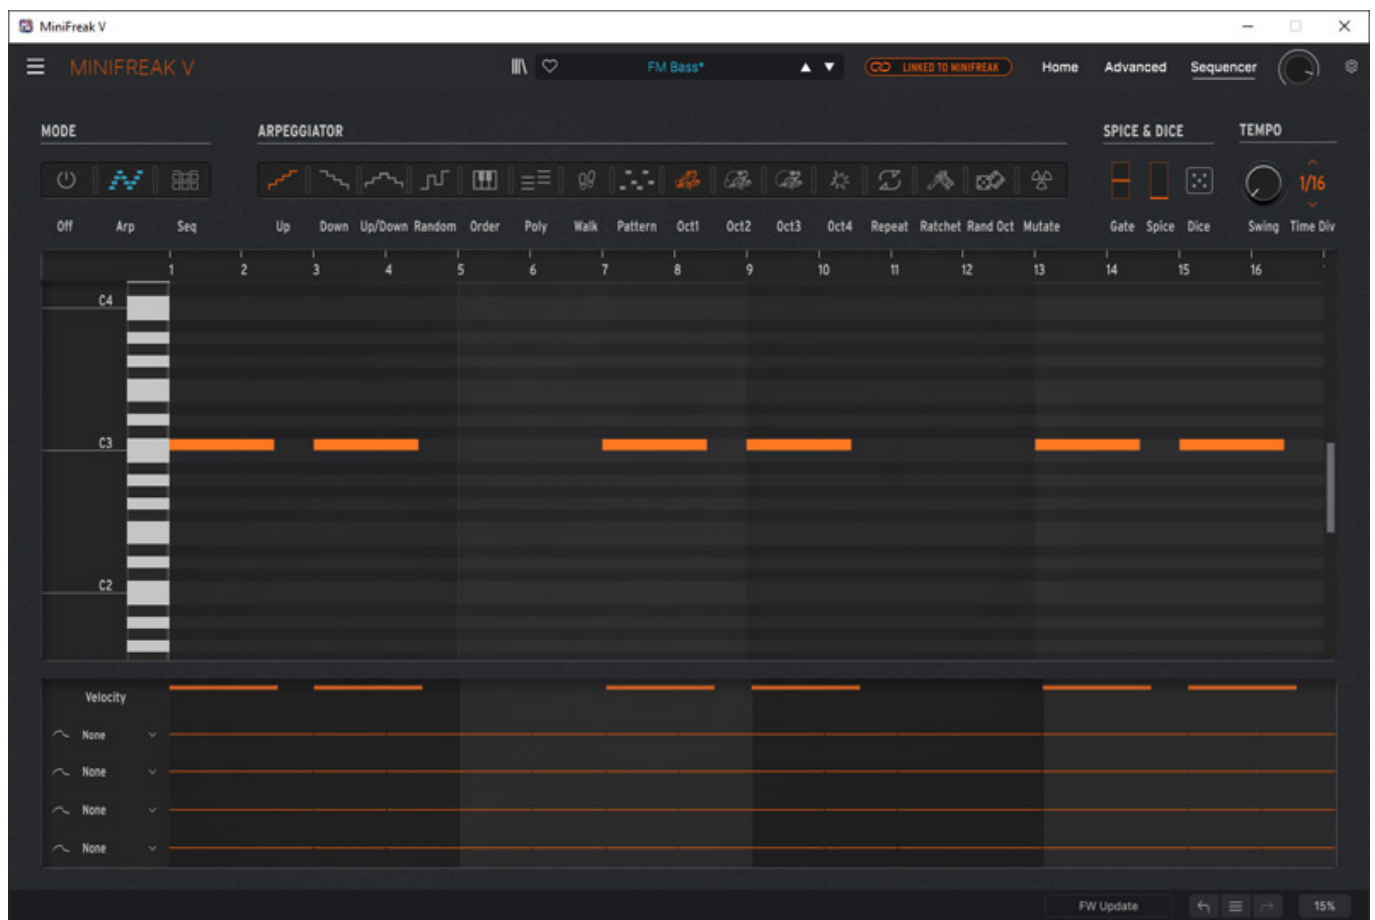 MiniFreak V
MINIFREAK V
FM Bass*
LINKED TO MINIFREAK
Home Advanced Sequencer
MODE ARPEGGIATOR SPICE & DICE TEMPO
1/16
Off Arp Seq Up Down Up/Down Random Order Poly Walk Pattern Oct1 Oct2 Oct3 Oct4 Repeat Ratchet Rand Oct Mutate Gate Spice Dice Swing Time Div
1 2 3 4 5 6 7 8 9 10 11 12 13 14 15 16
C4
C3
C2
Velocity
None
None
None
None
FW Update 15%